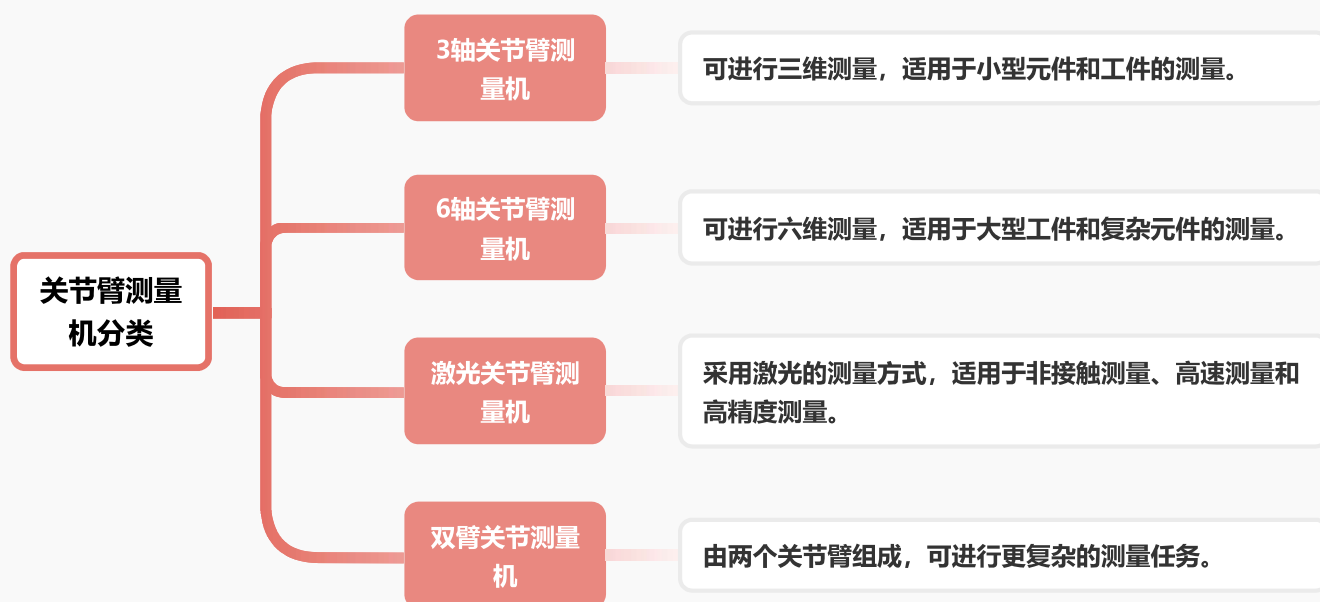 关节臂测量
机分类
3轴关节臂测
量机
可进行三维测量，适用于小型元件和工件的测量。
6轴关节臂测
量机
可进行六维测量，适用于大型工件和复杂元件的测量。
激光关节臂测
量机
采用激光的测量方式，适用于非接触测量、高速测量和
高精度测量。
双臂关节测量
机
由两个关节臂组成，可进行更复杂的测量任务。